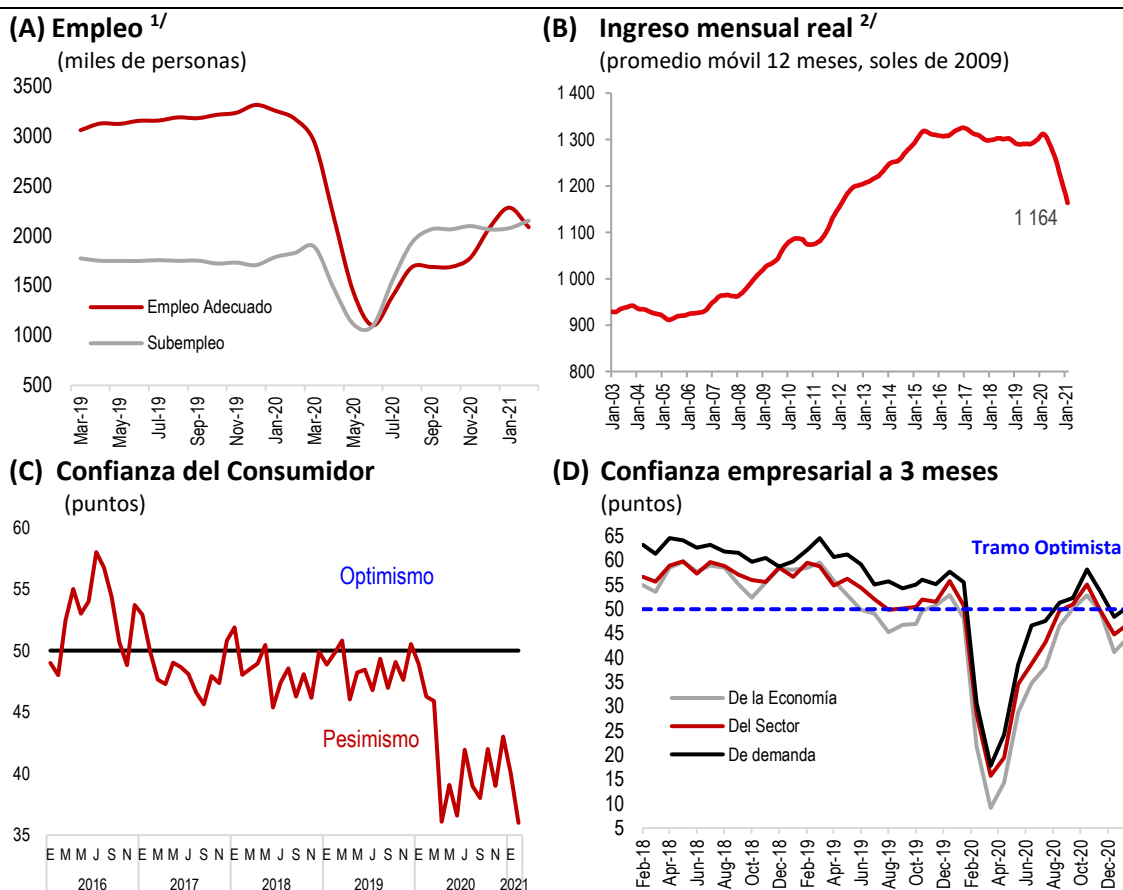 (A) Empleo 1/
(miles de personas)
3500
3000
2500
2000
1500
1000
500
Empleo Adecuado
Subempleo
Mar-19 May-19 Jul-19 Sep-19 Nov-19 Jan-20 Mar-20 May-20 Jul-20 Sep-20 Nov-20 Jan-21
(B) Ingreso mensual real 2/
(promedio móvil 12 meses, soles de 2009)
1 400
1 300
1 200
1 100
1 000
900
800
1 164
Jan-03 Jan-04 Jan-05 Jan-06 Jan-07 Jan-08 Jan-09 Jan-10 Jan-11 Jan-12 Jan-13 Jan-14 Jan-15 Jan-16 Jan-17 Jan-18 Jan-19 Jan-20 Jan-21
(C) Confianza del Consumidor
(puntos)
60
55
50
45
40
35
Optimismo
Pesimismo
E M M J S N E M M J S N E M M J S N E M M J S N E M M J S N E
2016 2017 2018 2019 2020 2021
(D) Confianza empresarial a 3 meses
(puntos)
65
60
55
50
45
40
35
30
25
20
15
10
5
Tramo Optimista
De la Economía
Del Sector
De demanda
Feb-18 Apr-18 Jun-18 Aug-18 Oct-18 Dec-18 Feb-19 Apr-19 Jun-19 Aug-19 Oct-19 Dec-19 Feb-20 Apr-20 Jun-20 Aug-20 Oct-20 Dec-20